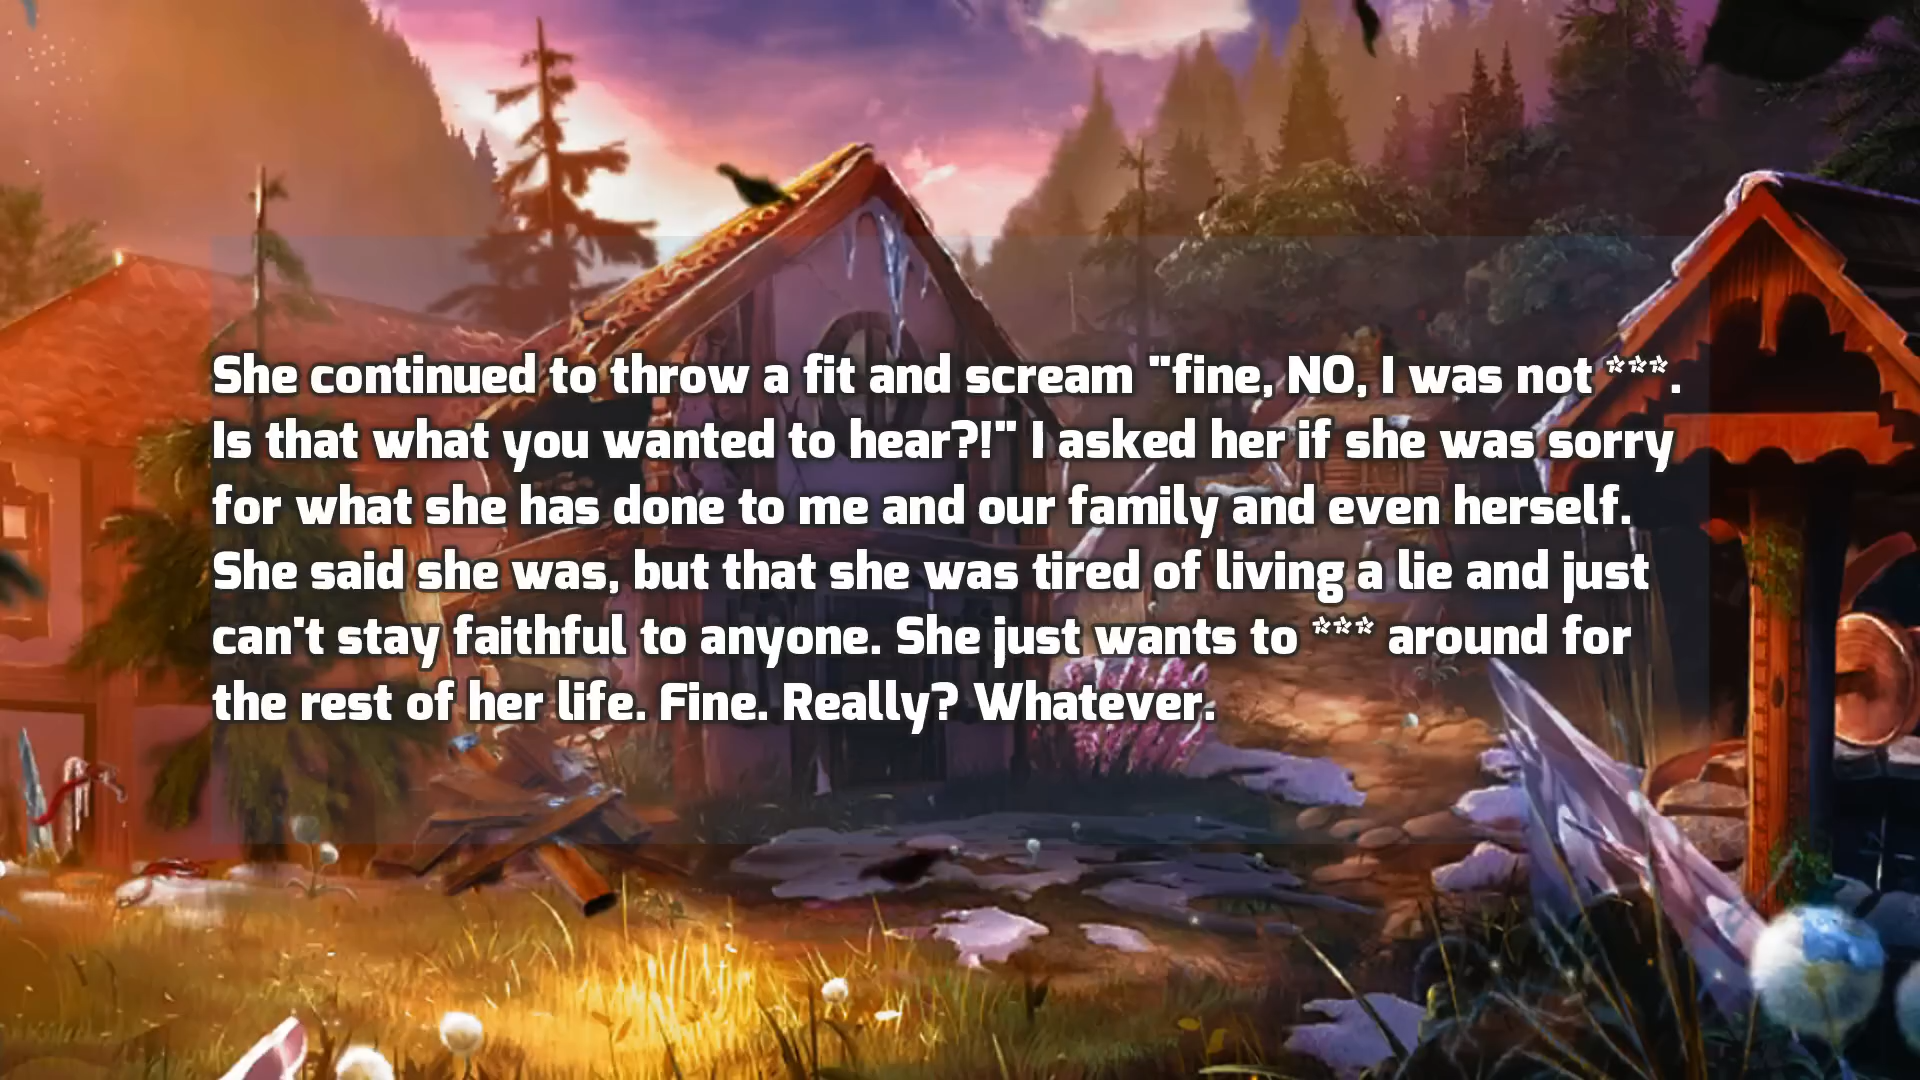 She continued to throw a fit and scream "fine, NO, I was not ***.
Is that what you wanted to hear?!" I asked her if she was sorry
for what she has done to me and our family and even herself.
She said she was, but that she was tired of living a lie and just
can't stay faithful to anyone. She just wants to *** around for
the rest of her life. Fine. Really? Whatever.